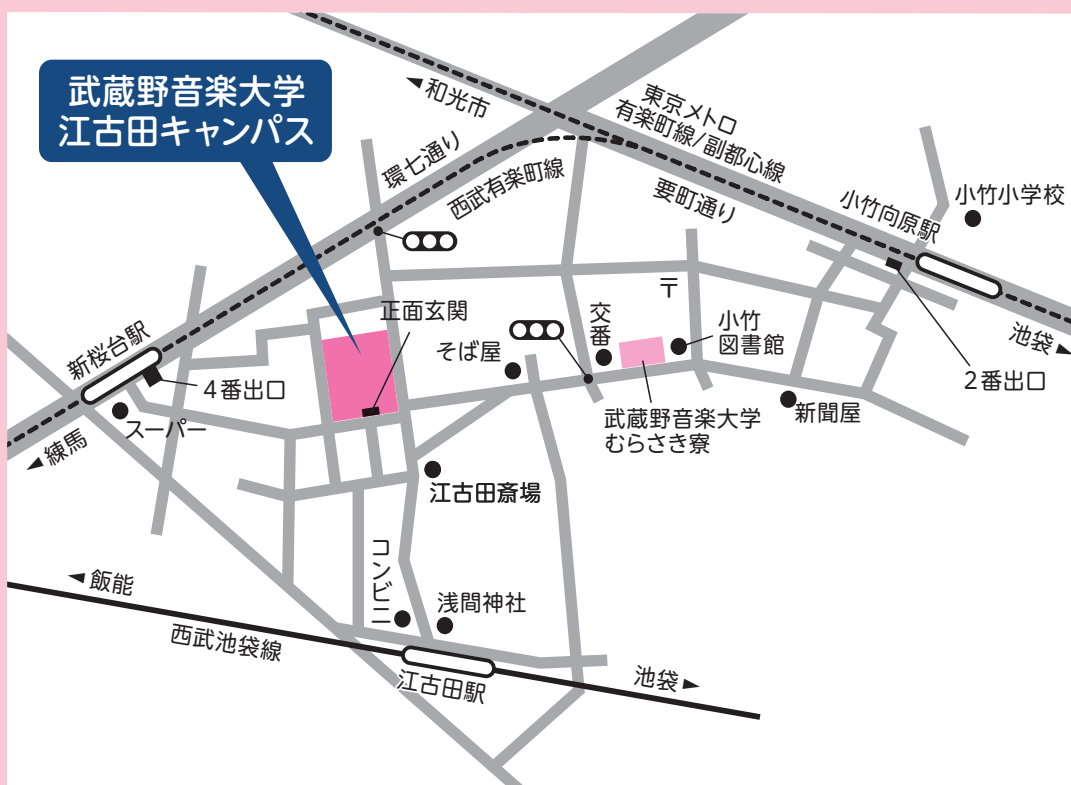 武蔵野音楽大学
江古田キャンパス
和光市
東京メトロ
有楽町線/副都心線
環七通り
西武有楽町線
要町通り
小竹向原駅
小竹小学校
〒
正面玄関
交番
小竹
図書館
池袋
新桜台駅
そば屋
2番出口
4番出口
スーパー
練馬
武蔵野音楽大学
むらさき寮
新聞屋
江古田斎場
コンビニ
飯能
浅間神社
西武池袋線
江古田駅
池袋